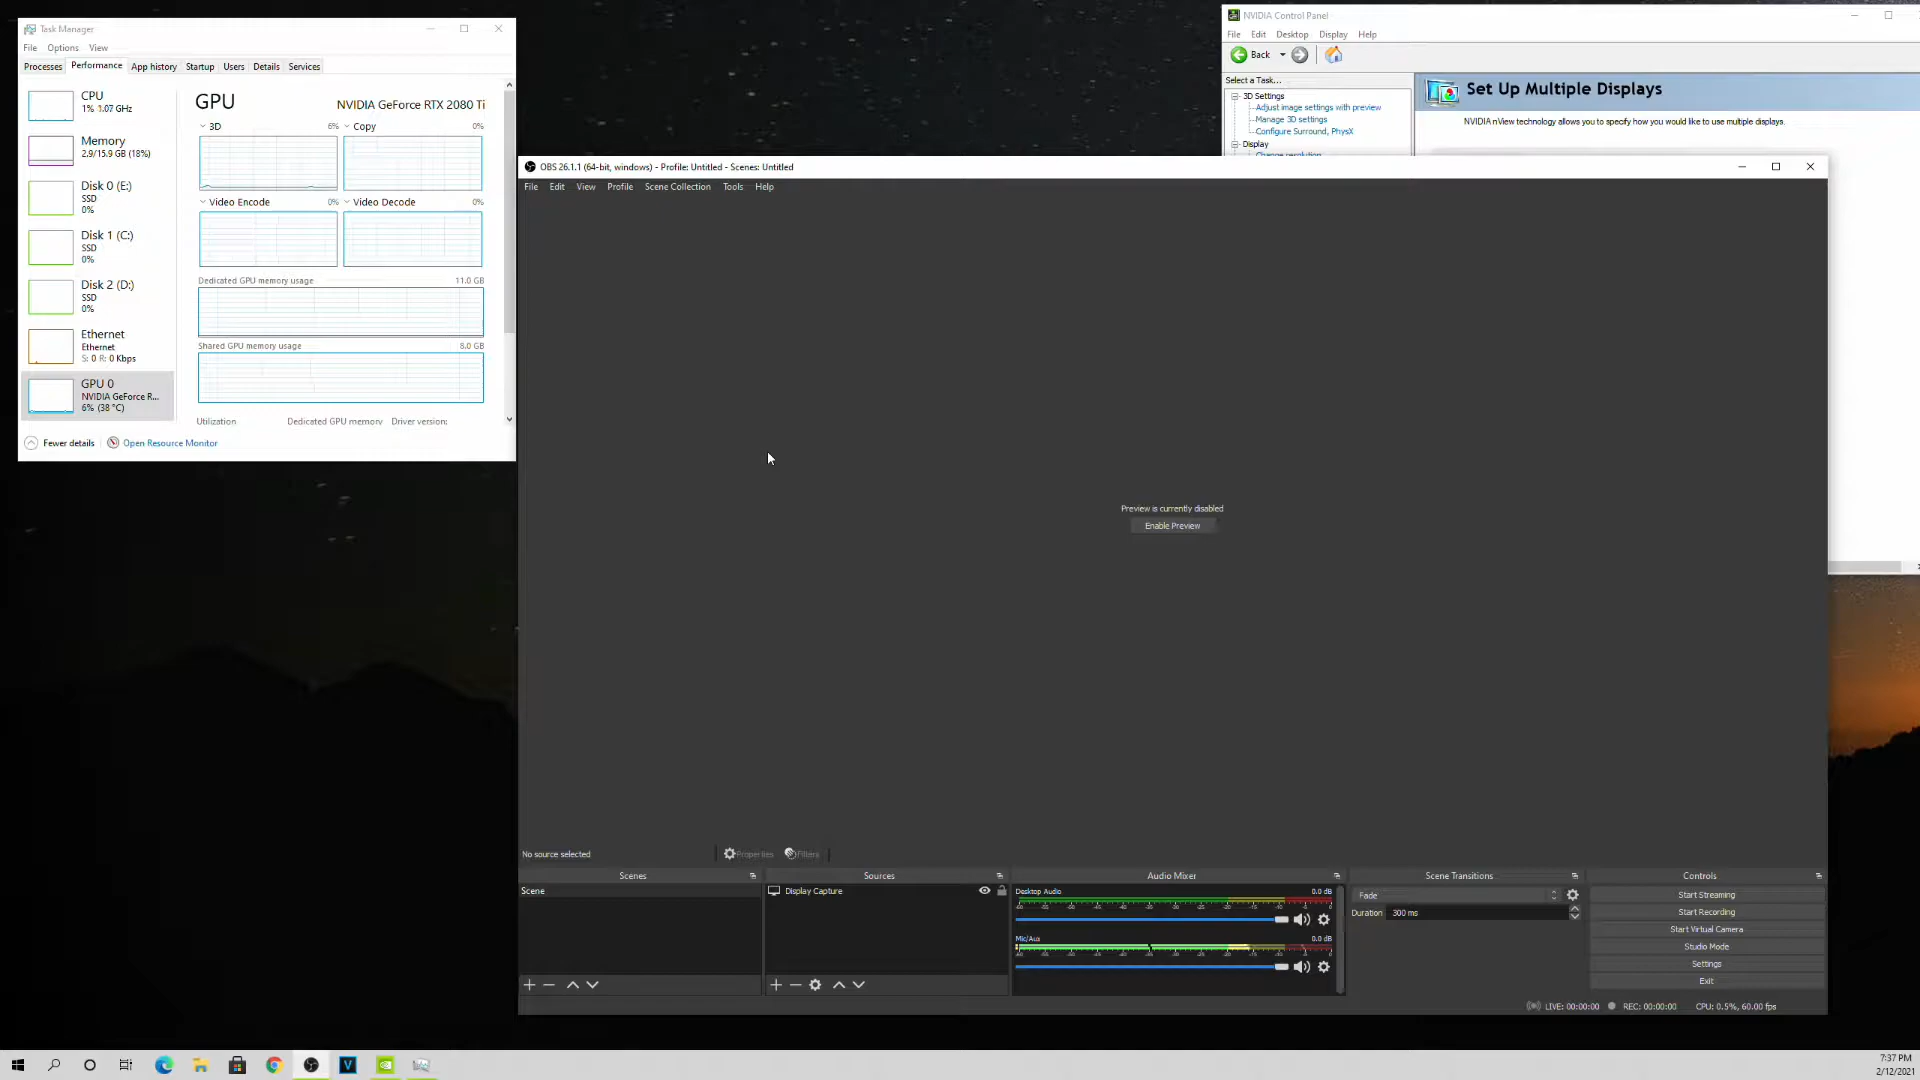 Task Manager
File Options View
Processes Performance App history Startup Users Details Services
CPU
1% 1.07 GHz
Memory
2.9/15.9 GB (18%)
Disk 0 (E:)
SSD
0%
Disk 1 (C:)
SSD
0%
Disk 2 (D:)
SSD
0%
Ethernet
Ethernet
S: 0 R: 0 Kbps
GPU 0
NVIDIA GeForce R...
6% (38 °C)
GPU NVIDIA GeForce RTX 2080 Ti
3D 6% Copy 0%
Video Encode 0% Video Decode 0%
Dedicated GPU memory usage 11.0 GB
Shared GPU memory usage 8.0 GB
Utilization Dedicated GPU memory Driver version:
Fewer details Open Resource Monitor
NVIDIA Control Panel
File Edit Desktop Display Help
Back
Select a Task...
3D Settings
Adjust image settings with preview
Manage 3D settings
Configure Surround, PhysX
Display
Change resolution
Set Up Multiple Displays
NVIDIA nView technology allows you to specify how you would like to use multiple displays.
OBS 26.1.1 (64-bit, windows) - Profile: Untitled - Scenes: Untitled
File Edit View Profile Scene Collection Tools Help
Preview is currently disabled
Enable Preview
No source selected Properties Filters
Scenes Sources Audio Mixer Scene Transitions Controls
Scene
Display Capture
Desktop Audio 0.0 dB
Mic/Aux 0.0 dB
Fade
Duration 300 ms
Start Streaming
Start Recording
Start Virtual Camera
Studio Mode
Settings
Exit
LIVE: 00:00:00 REC: 00:00:00 CPU: 0.5%, 60.00 fps
7:37 PM
2/12/2021